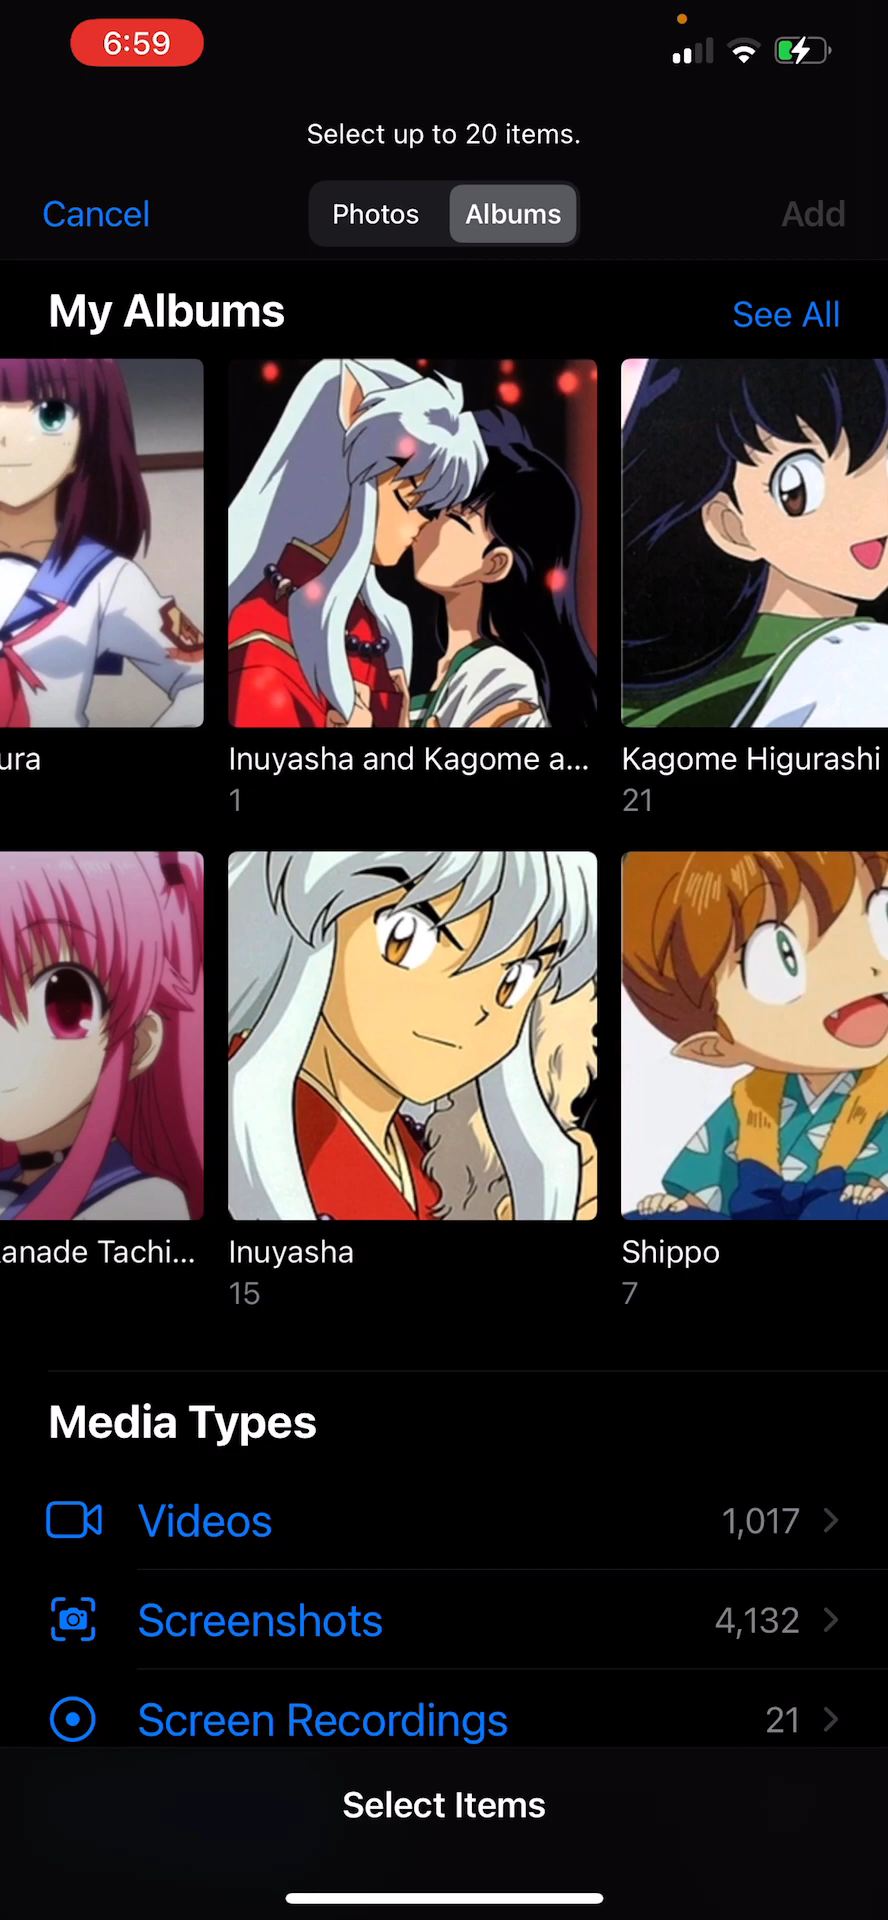 6:59
Select up to 20 items.
Cancel
Photos
Albums
Add
My Albums
See All
ura
Inuyasha and Kagome a...
1
Kagome Higurashi
21
anade Tachi...
Inuyasha
15
Shippo
7
Media Types
Videos
1,017
Screenshots
4,132
Screen Recordings
21
Select Items